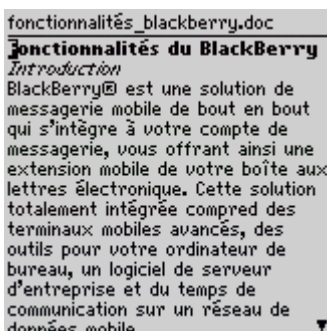 fonctionnalités_blackberry.doc
Fonctionnalités du BlackBerry
Introduction
BlackBerry® est une solution de
messagerie mobile de bout en bout
qui s'intègre à votre compte de
messagerie, vous offrant ainsi une
extension mobile de votre boîte aux
lettres électronique. Cette solution
totalement intégrée compred des
terminaux mobiles avancés, des
outils pour votre ordinateur de
bureau, un logiciel de serveur
d'entreprise et du temps de
communication sur un réseau de
données mobile